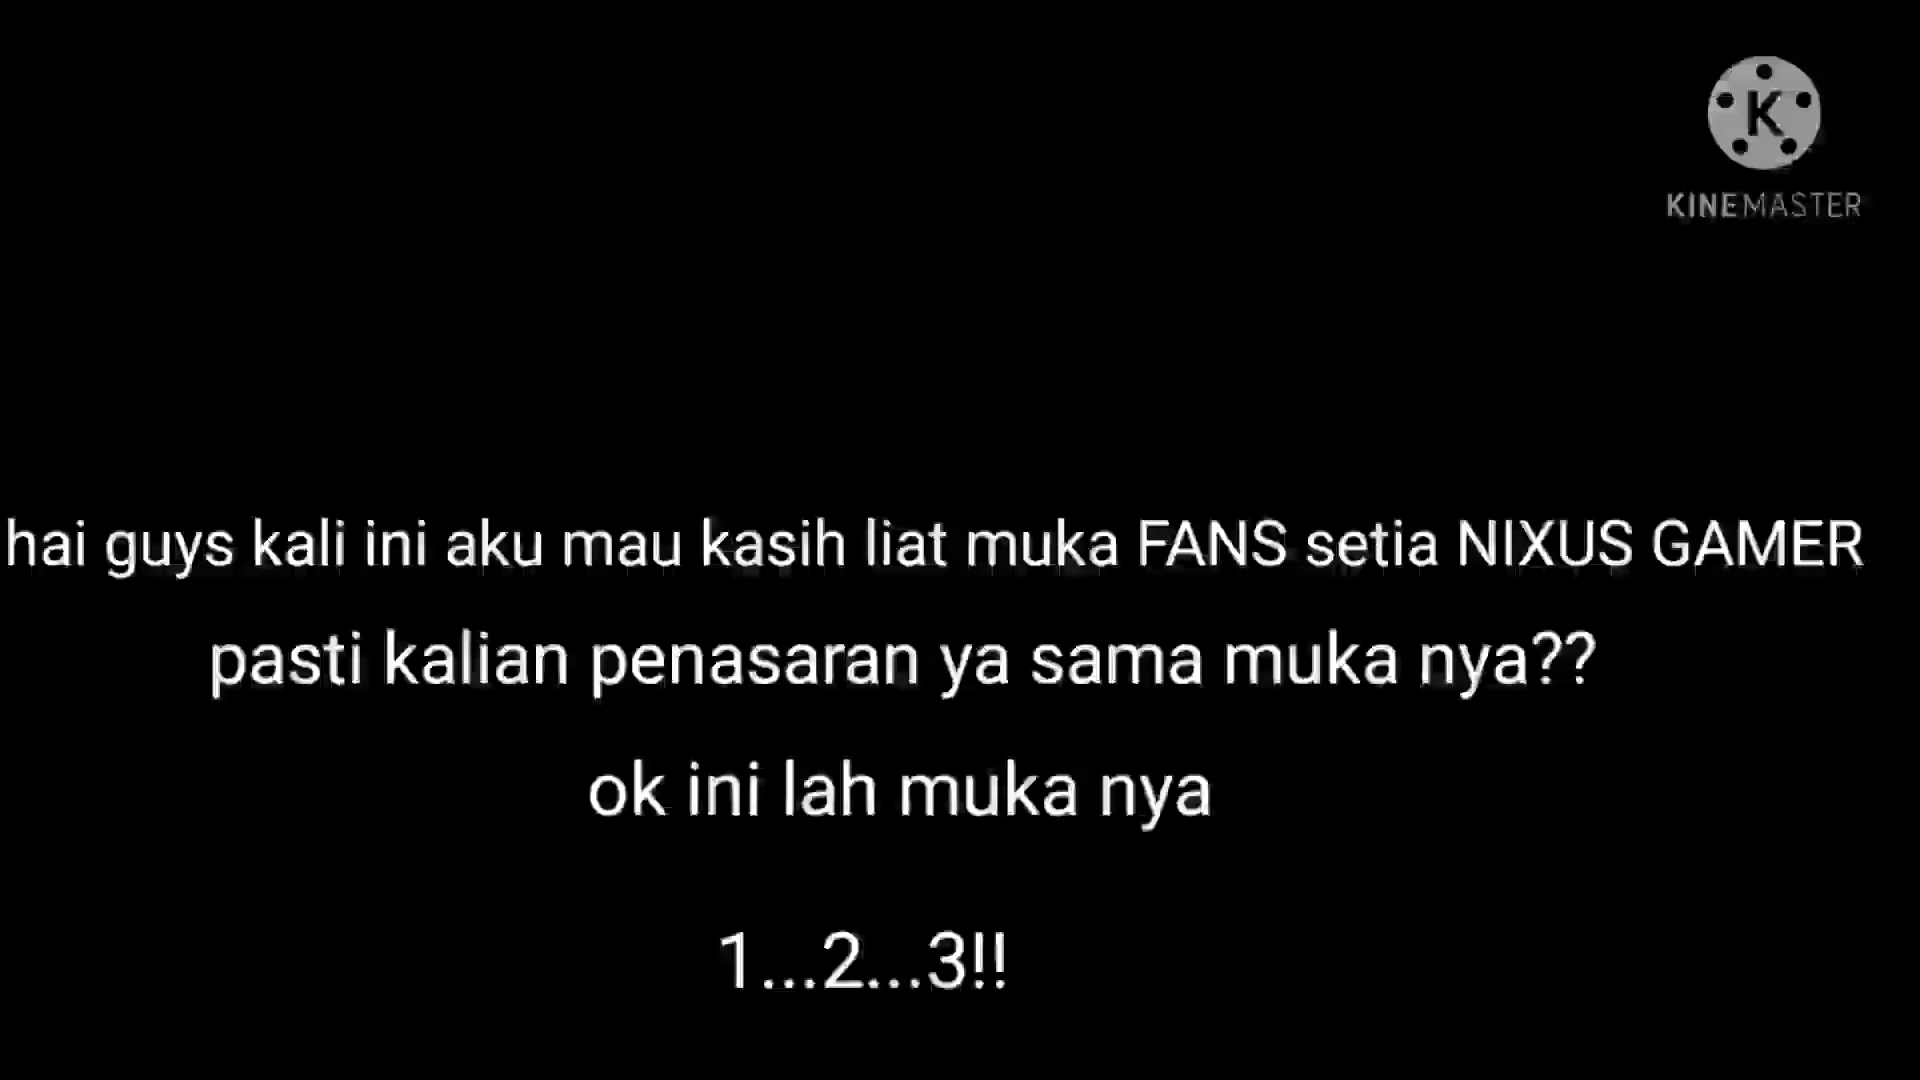 K
KINEMASTER
hai guys kali ini aku mau kasih liat muka FANS setia NIXUS GAMER
pasti kalian penasaran ya sama muka nya??
ok ini lah muka nya
1...2...3!!